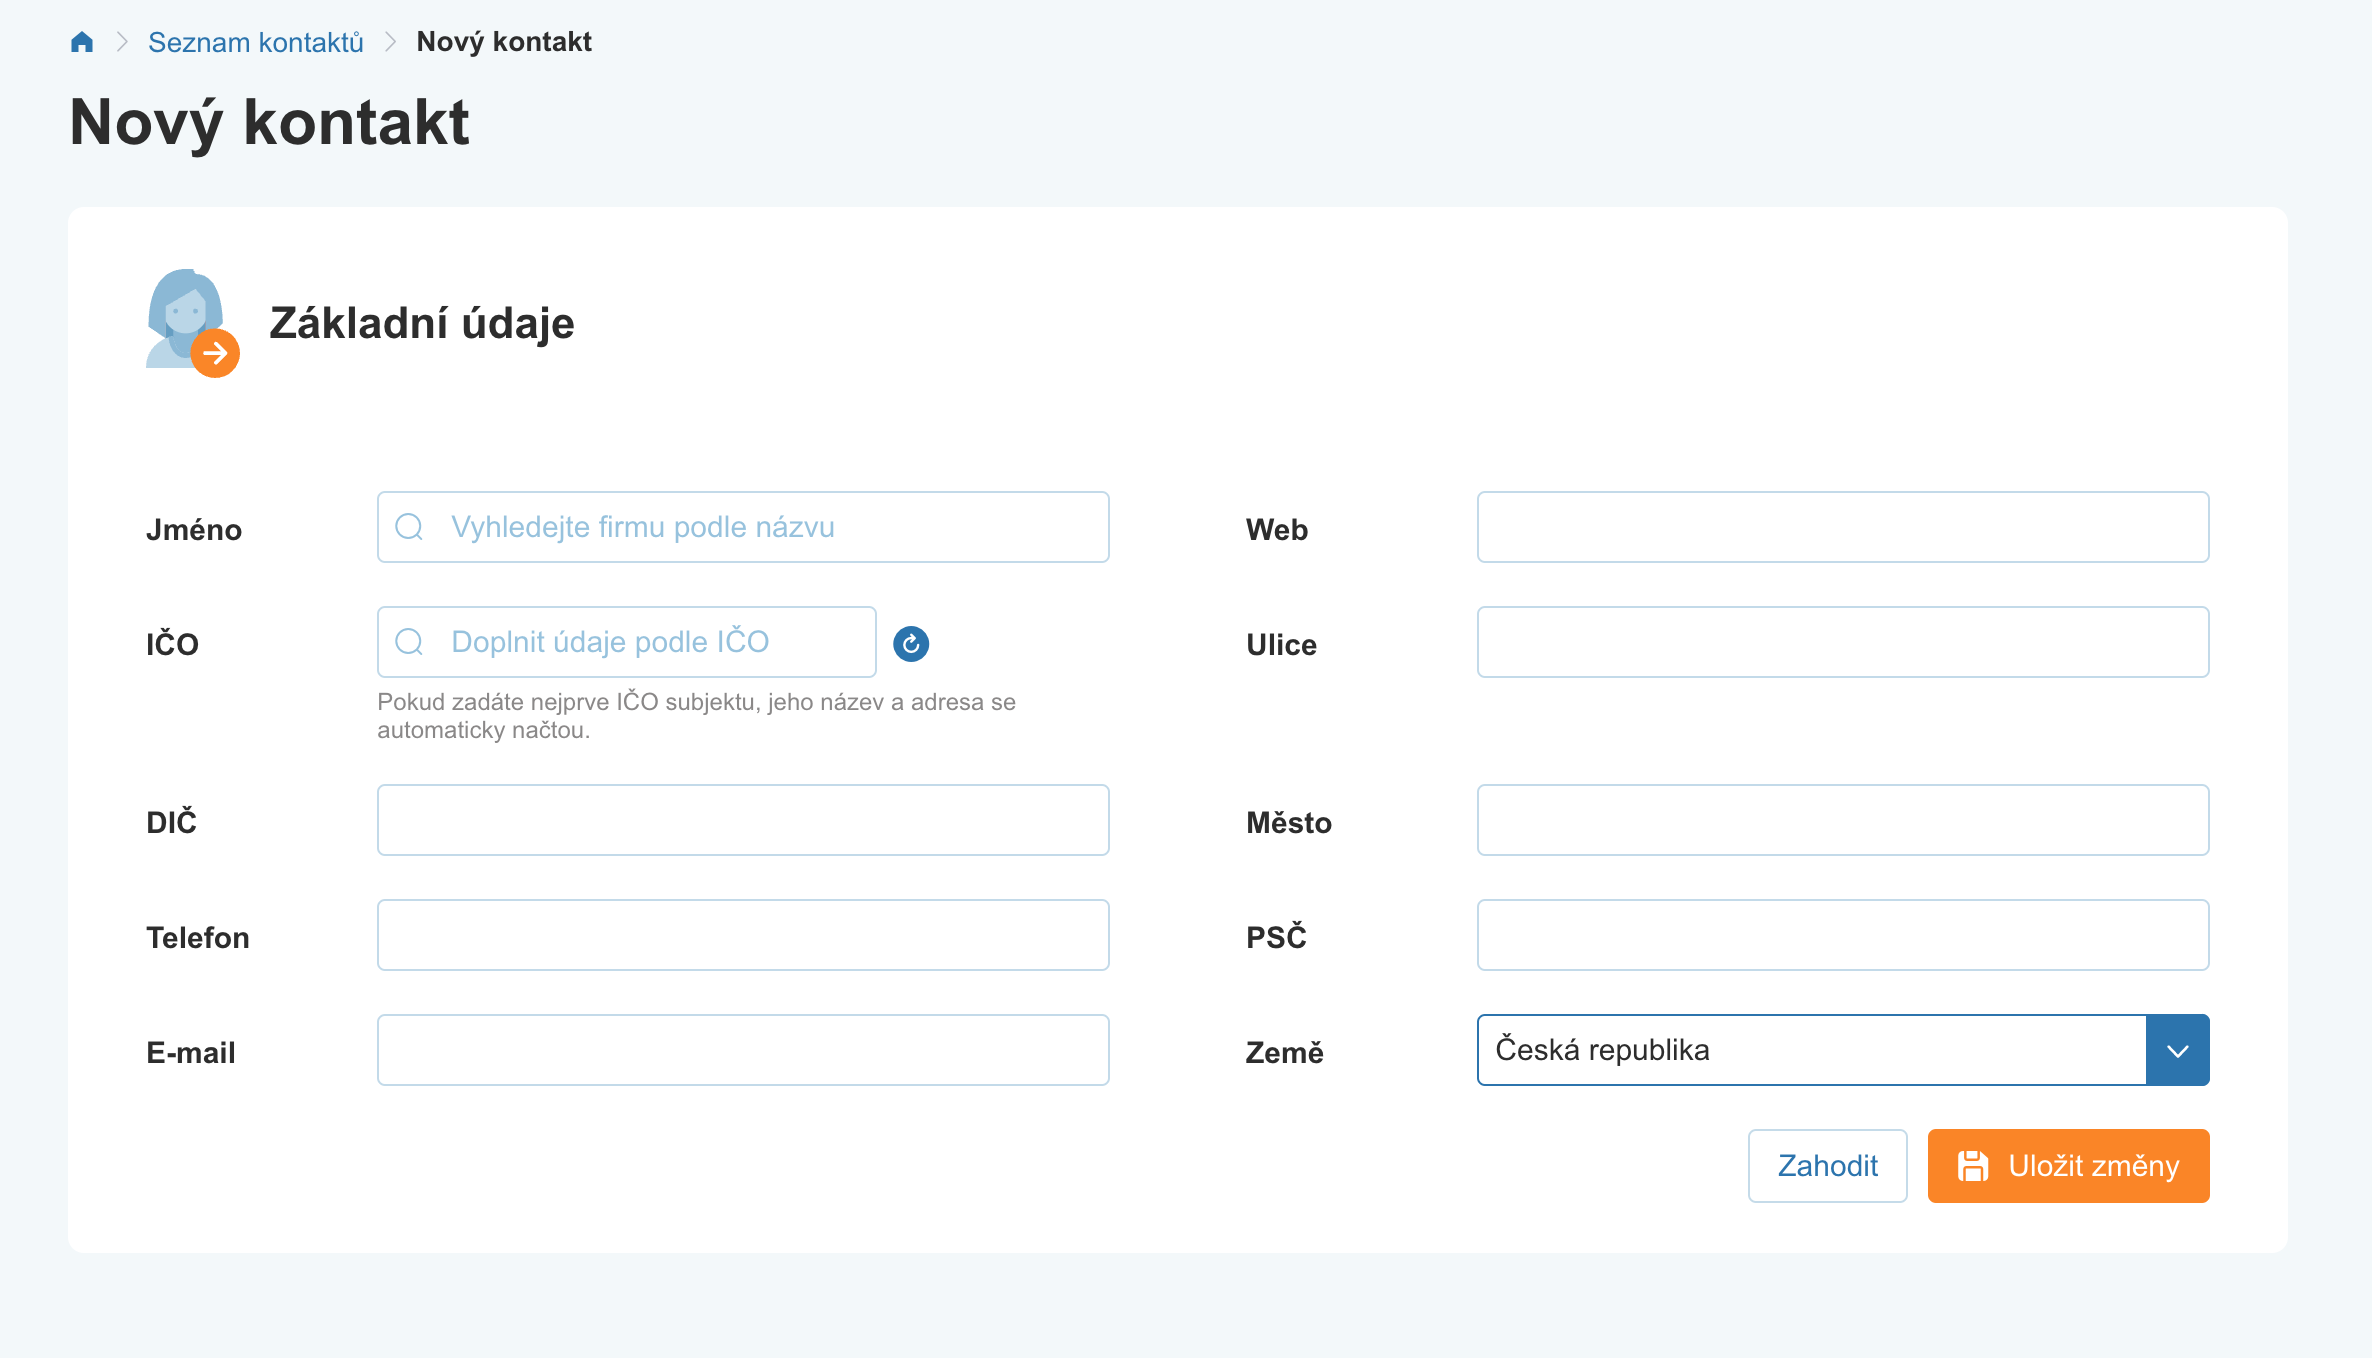 Seznam kontaktů Nový kontakt
Nový kontakt
Základní údaje
Jméno Vyhledejte firmu podle názvu
Web
IČO Doplnit údaje podle IČO
Pokud zadáte nejprve IČO subjektu, jeho název a adresa se
automaticky načtou.
Ulice
DIČ
Město
Telefon
PSČ
E-mail
Země Česká republika
Zahodit Uložit změny